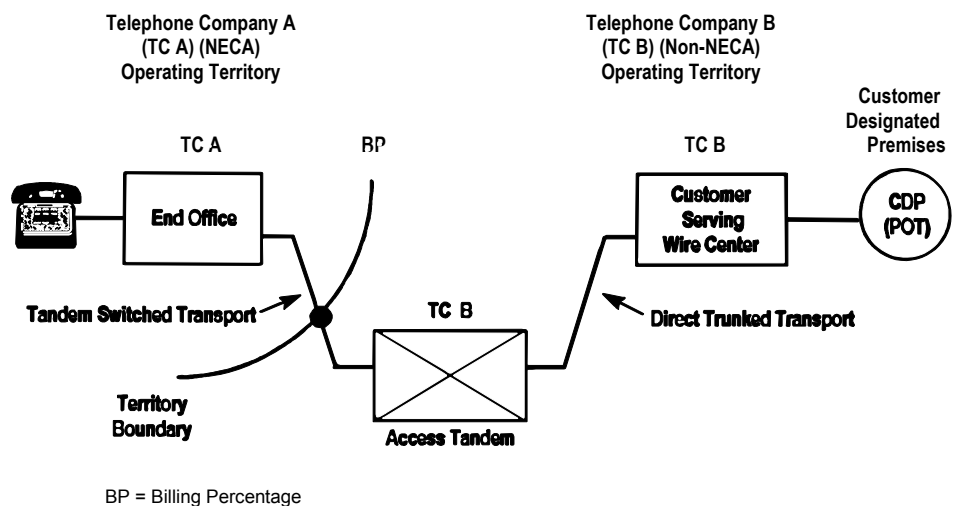 Telephone Company A
(TC A) (NECA)
Operating Territory
Telephone Company B
(TC B) (Non-NECA)
Operating Territory
Customer
Designated
Premises
TC A
BP
TC B
End Office
Customer
Serving
Wire Center
CDP
(POT)
Tandem Switched Transport
TC B
Direct Trunked Transport
Territory
Boundary
Access Tandem
BP = Billing Percentage